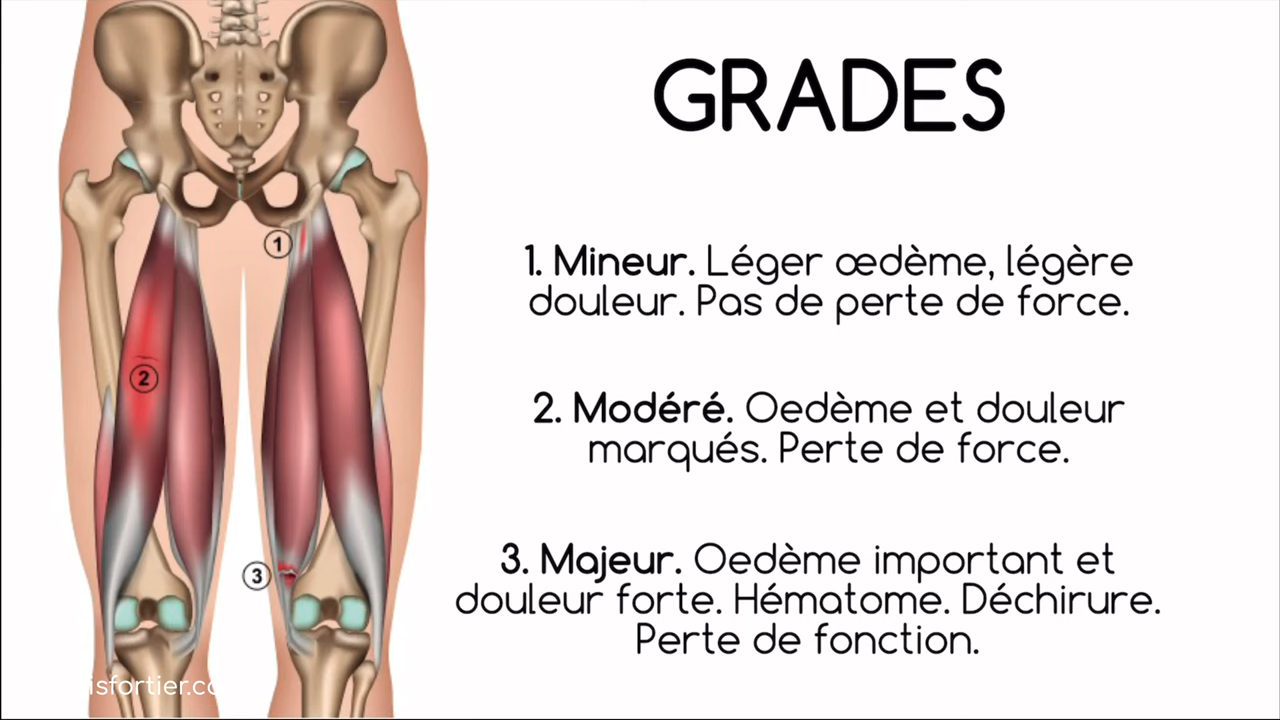 GRADES
1
1. Mineur. Léger œdème, légère
douleur. Pas de perte de force.
2
2. Modéré. Oedème et douleur
marqués. Perte de force.
3
3. Majeur. Oedème important et
douleur forte. Hématome. Déchirure.
Perte de fonction.